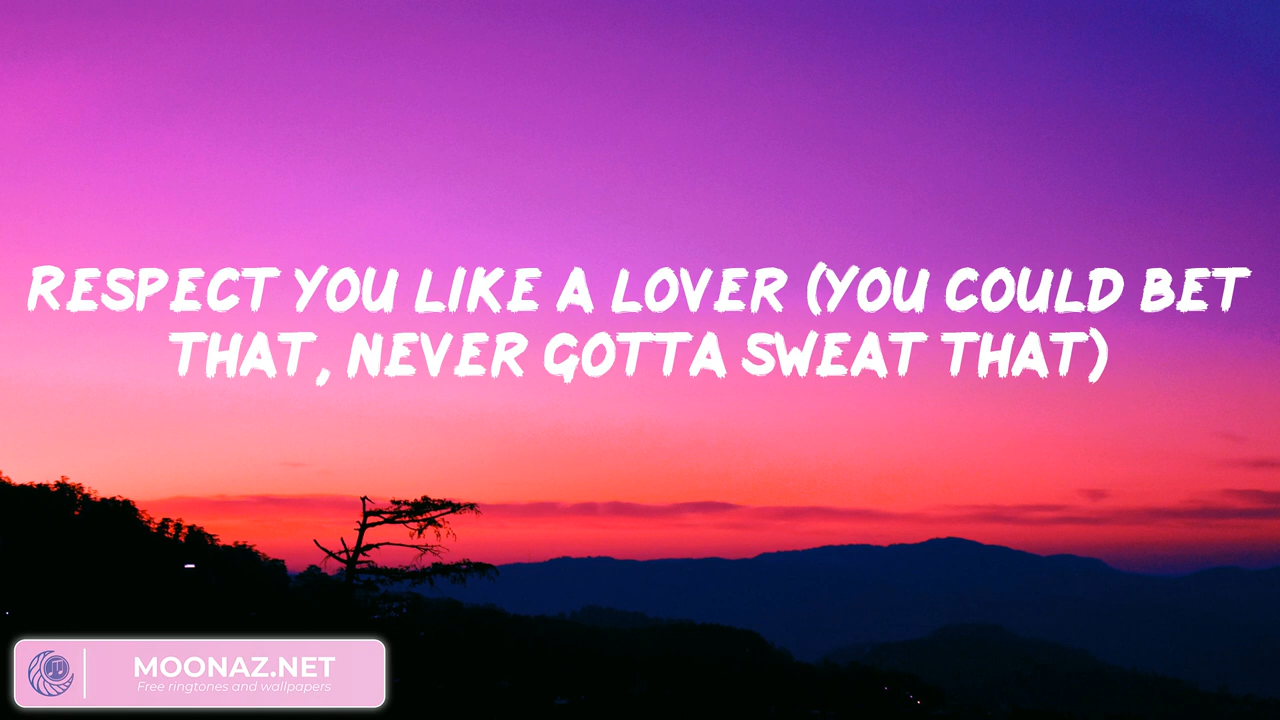 RESPECT YOU LIKE A LOVER (YOU COULD BET
THAT, NEVER GOTTA SWEAT THAT)
MOONAZ.NET
Free ringtones and wallpapers